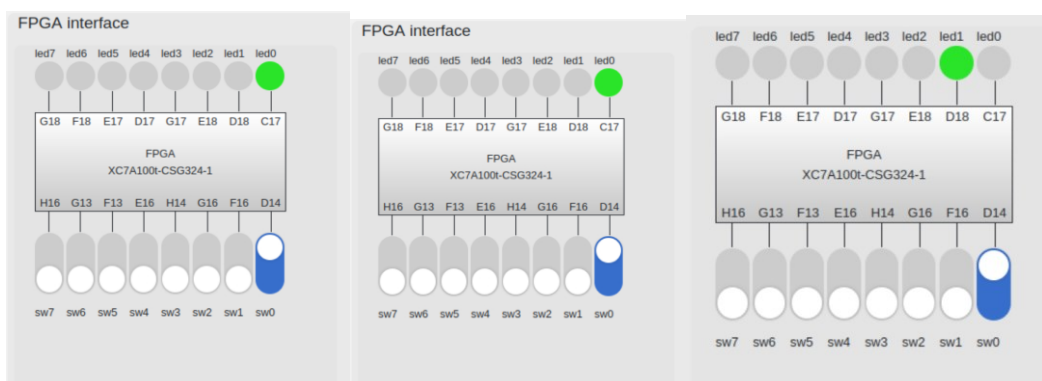 FPGA interface
led7 led6 led5 led4 led3 led2 led1 led0
G18 F18 E17 D17 G17 E18 D18 C17
FPGA
XC7A100t-CSG324-1
H16 G13 F13 E16 H14 G16 F16 D14
sw7 sw6 sw5 sw4 sw3 sw2 sw1 sw0
FPGA interface
led7 led6 led5 led4 led3 led2 led1 led0
G18 F18 E17 D17 G17 E18 D18 C17
FPGA
XC7A100t-CSG324-1
H16 G13 F13 E16 H14 G16 F16 D14
sw7 sw6 sw5 sw4 sw3 sw2 sw1 sw0
led7 led6 led5 led4 led3 led2 led1 led0
G18 F18 E17 D17 G17 E18 D18 C17
FPGA
XC7A100t-CSG324-1
H16 G13 F13 E16 H14 G16 F16 D14
sw7 sw6 sw5 sw4 sw3 sw2 sw1 sw0